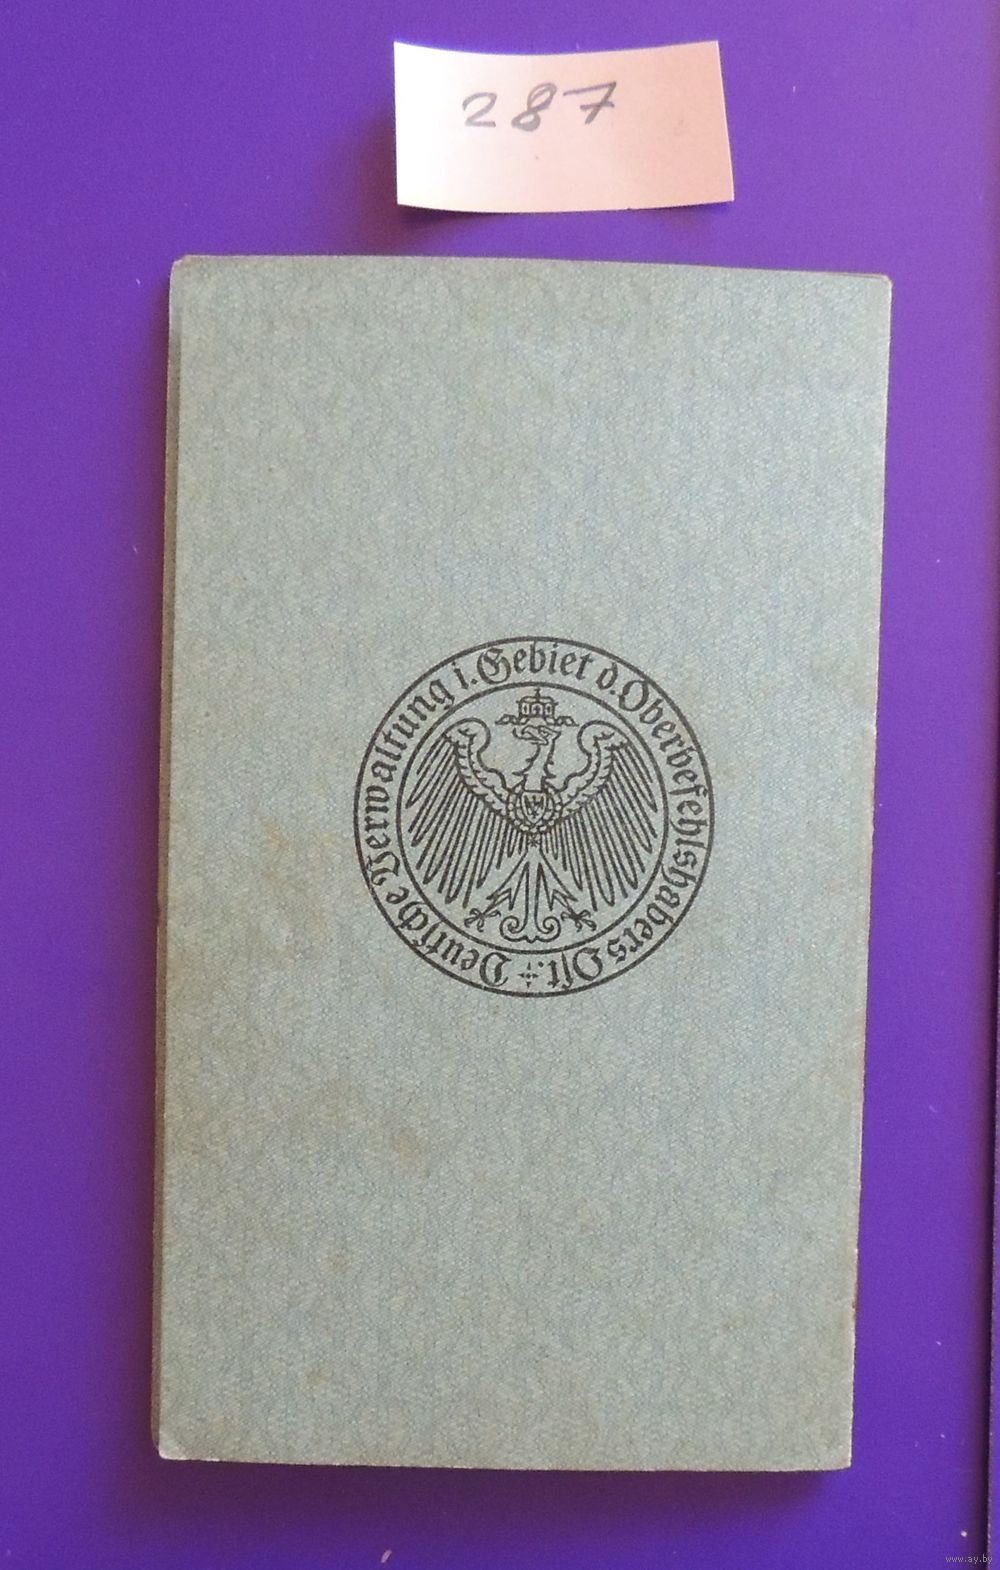 287
Deutsche Verwaltung i. Gebiet d. Oberbefehlshabers Ost.
www.ay.by